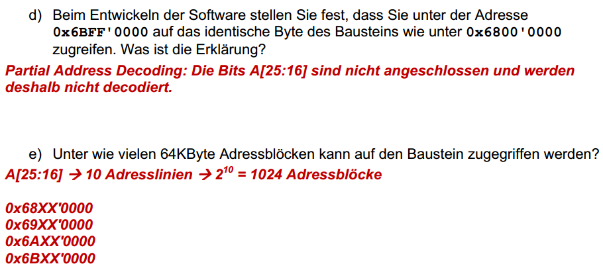 d) Beim Entwickeln der Software stellen Sie fest, dass Sie unter der Adresse
0x6BFF'0000 auf das identische Byte des Bausteins wie unter 0x6800'0000
zugreifen. Was ist die Erklärung?
Partial Address Decoding: Die Bits A[25:16] sind nicht angeschlossen und werden
deshalb nicht decodiert.
e) Unter wie vielen 64KByte Adressblöcken kann auf den Baustein zugegriffen werden?
A[25:16] → 10 Adresslinien → 2¹⁰ = 1024 Adressblöcke
0x68XX'0000
0x69XX'0000
0x6AXX'0000
0x6BXX'0000